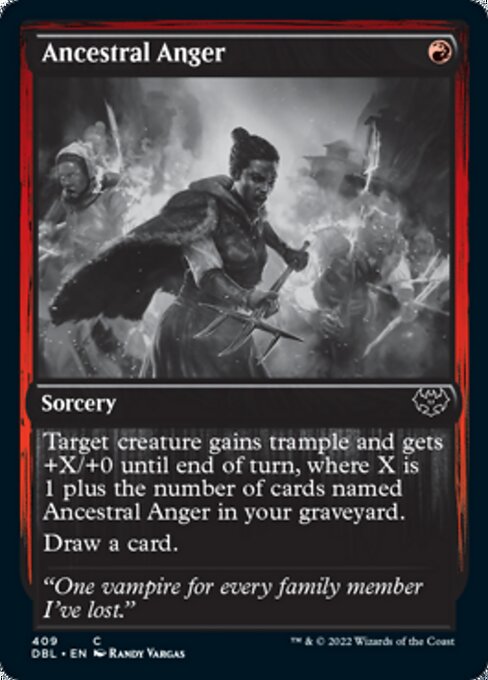 Ancestral Anger
Sorcery
Target creature gains trample and gets
+X/+0 until end of turn, where X is
1 plus the number of cards named
Ancestral Anger in your graveyard.
Draw a card.
“One vampire for every family member
I’ve lost.”
409 C
DBL • EN RANDY VARGAS
™ & © 2022 Wizards of the Coast